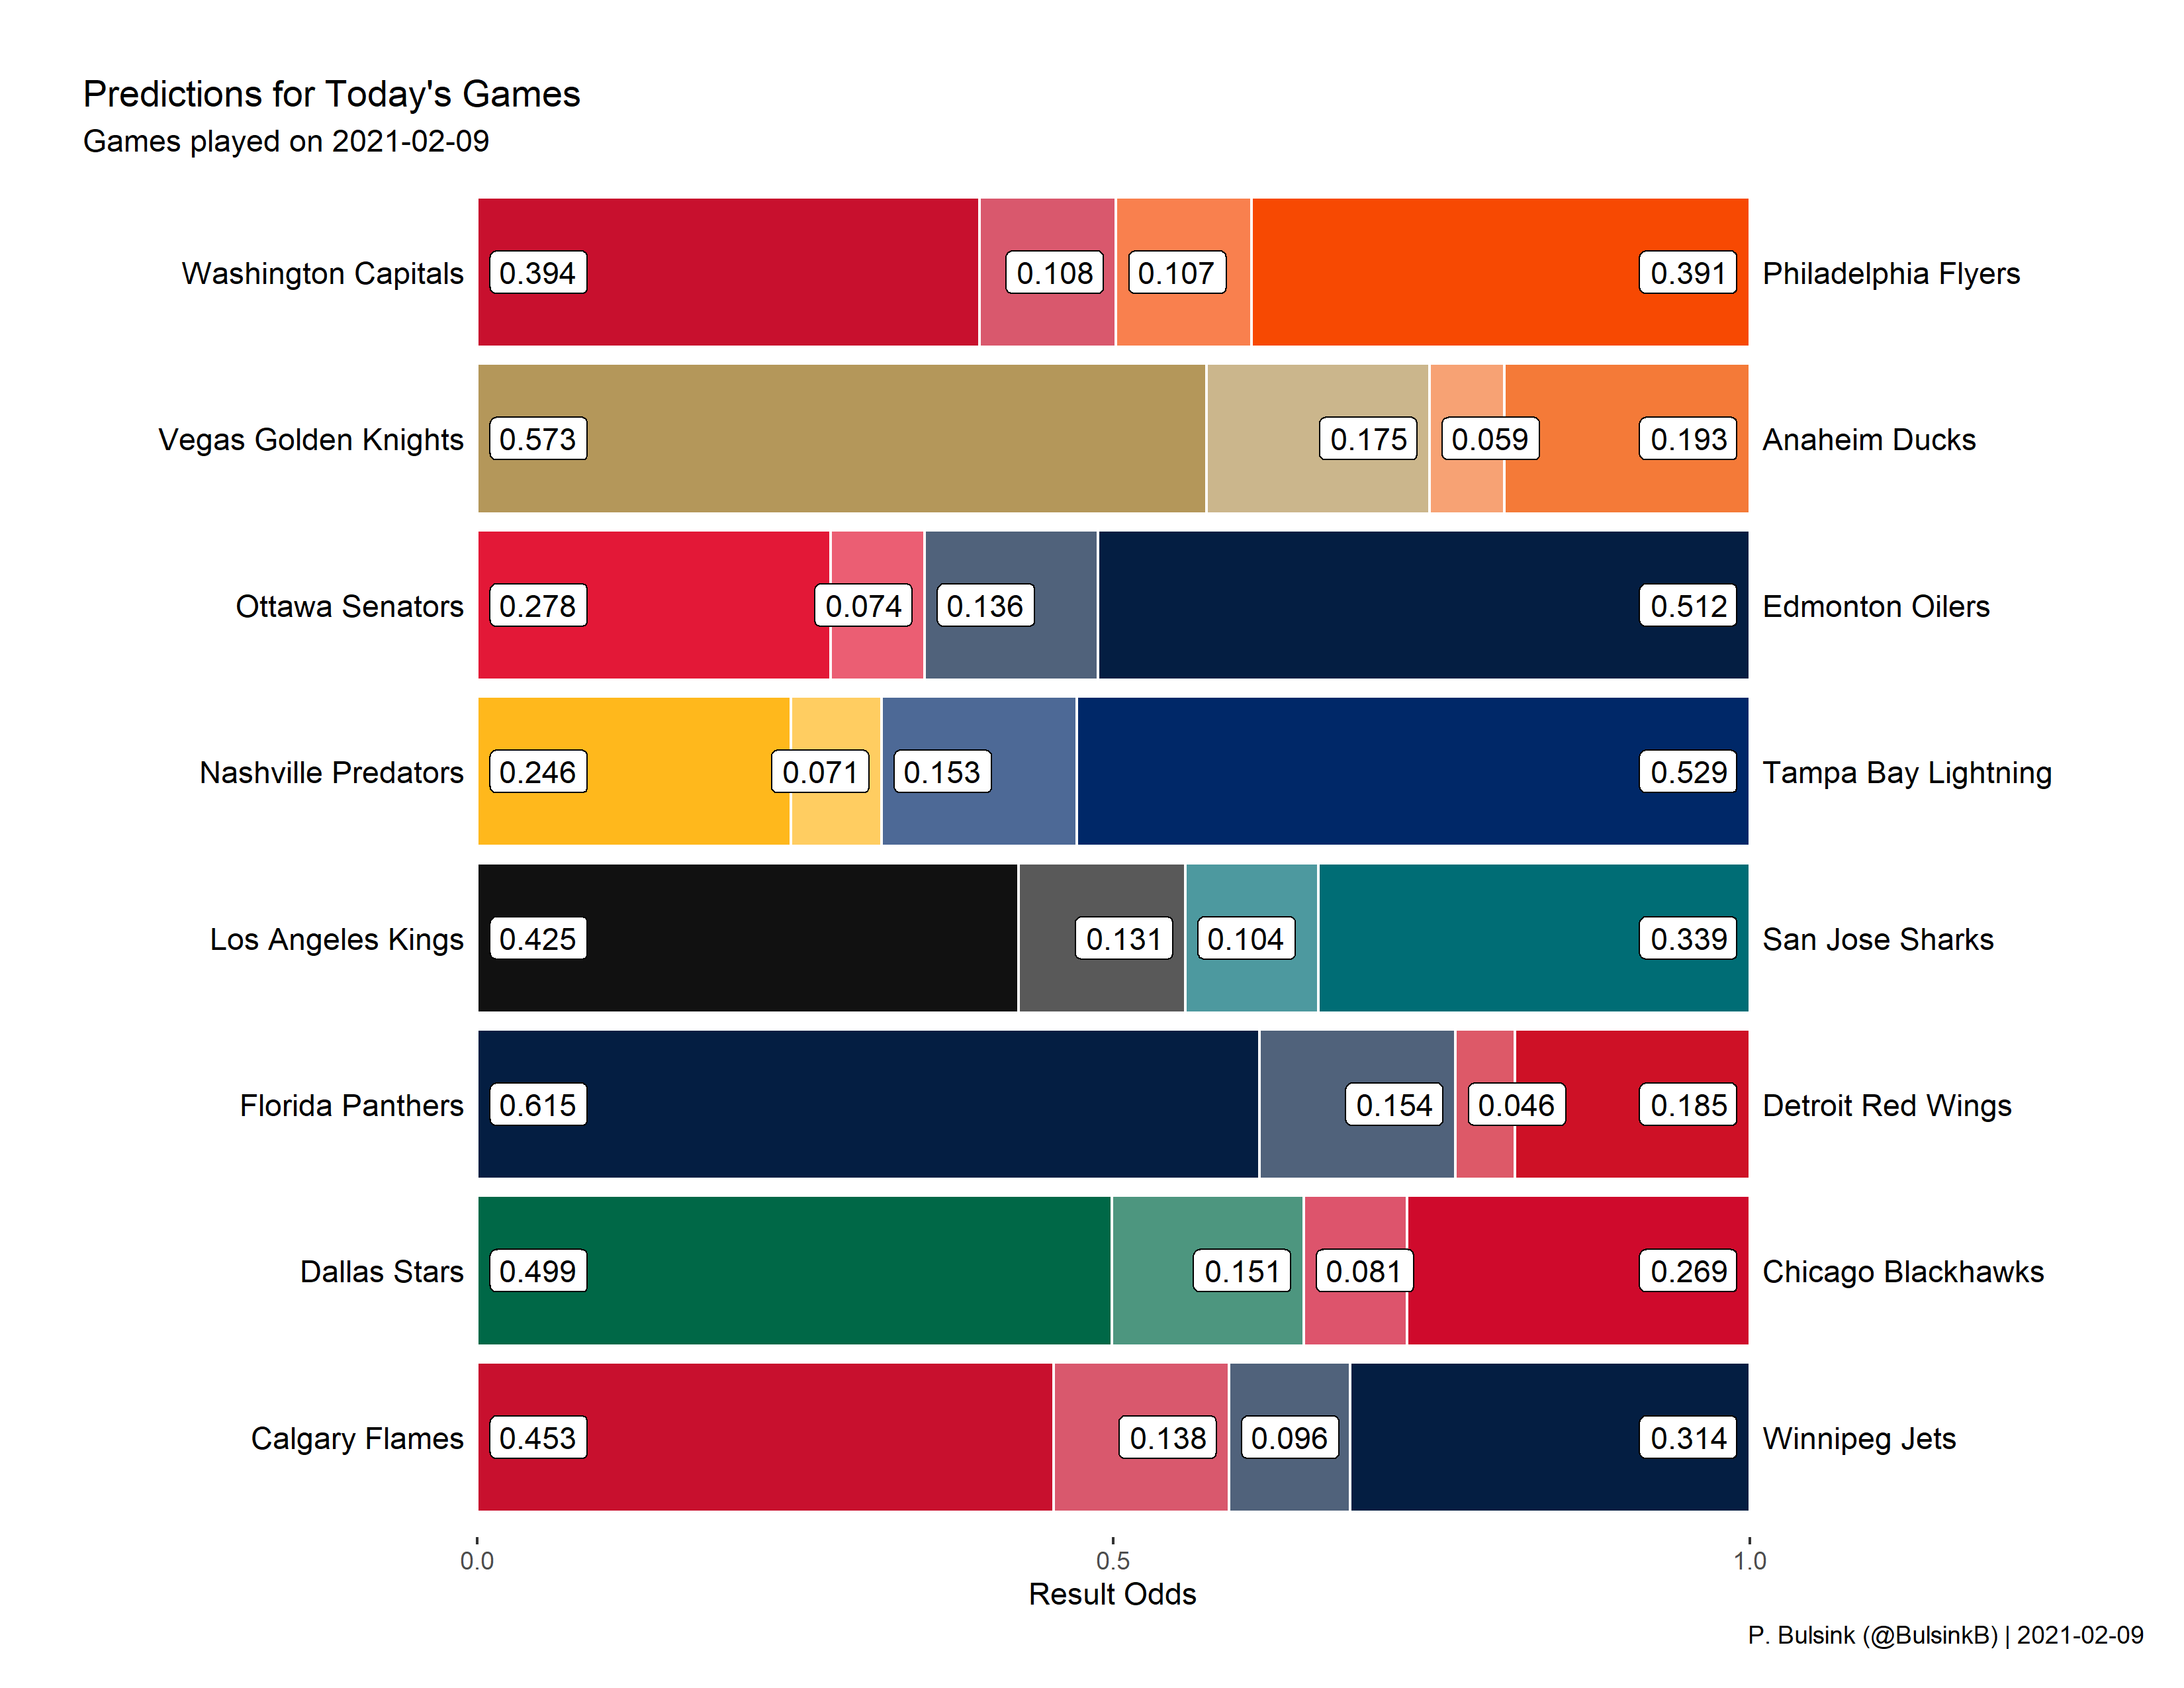 Predictions for Today's Games
Games played on 2021-02-09
Washington Capitals 0.394 0.108 0.107 0.391 Philadelphia Flyers
Vegas Golden Knights 0.573 0.175 0.059 0.193 Anaheim Ducks
Ottawa Senators 0.278 0.074 0.136 0.512 Edmonton Oilers
Nashville Predators 0.246 0.071 0.153 0.529 Tampa Bay Lightning
Los Angeles Kings 0.425 0.131 0.104 0.339 San Jose Sharks
Florida Panthers 0.615 0.154 0.046 0.185 Detroit Red Wings
Dallas Stars 0.499 0.151 0.081 0.269 Chicago Blackhawks
Calgary Flames 0.453 0.138 0.096 0.314 Winnipeg Jets
0.0 0.5 1.0
Result Odds
P. Bulsink (@BulsinkB) | 2021-02-09